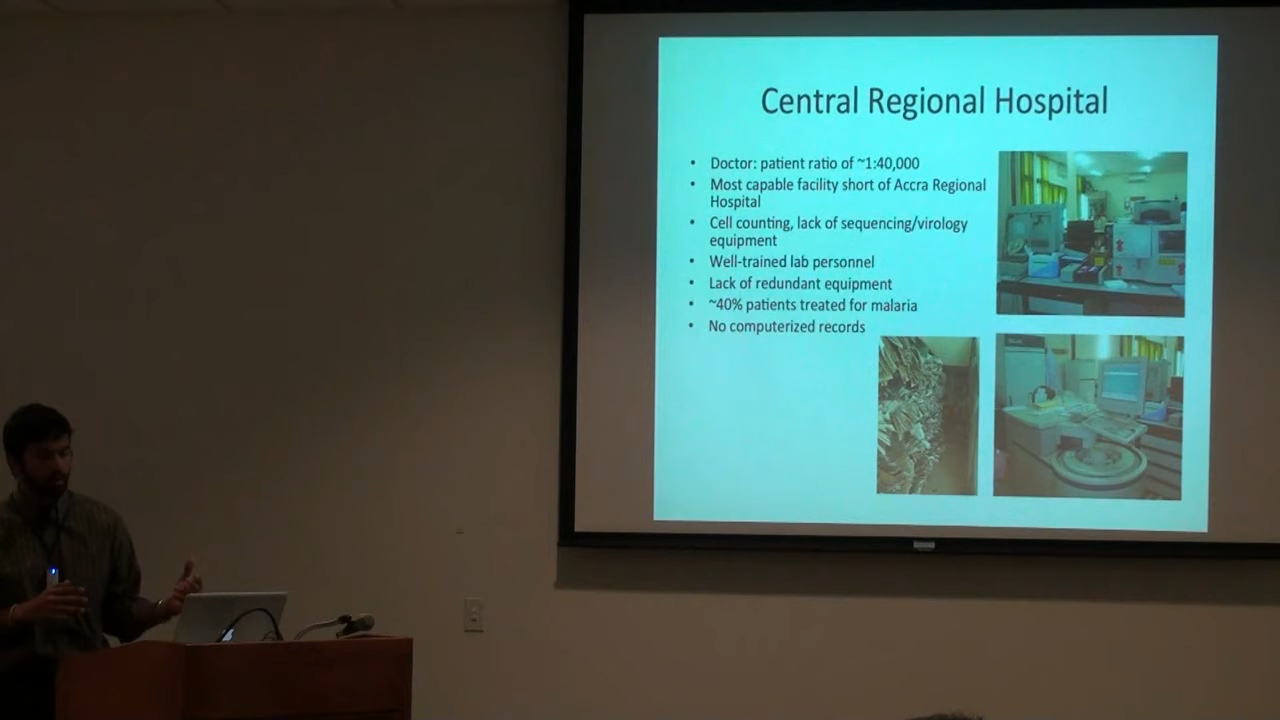 Central Regional Hospital
• Doctor: patient ratio of ~1:40,000
• Most capable facility short of Accra Regional
Hospital
• Cell counting, lack of sequencing/virology
equipment
• Well-trained lab personnel
• Lack of redundant equipment
• ~40% patients treated for malaria
• No computerized records